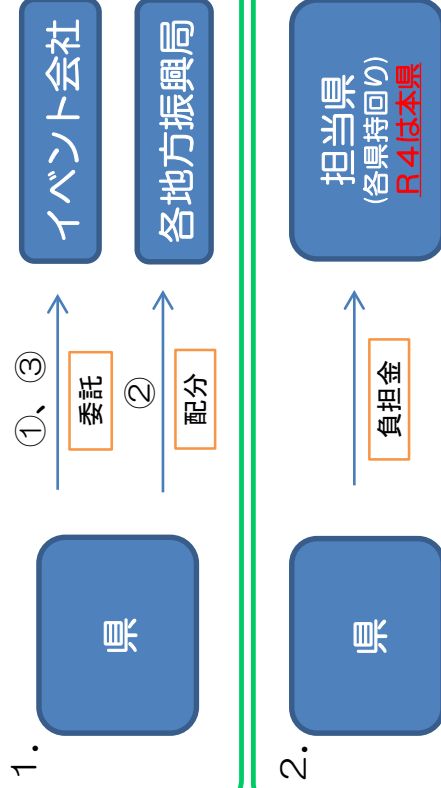 1.
県
①、③
委託
イベント会社
②
配分
各地方振興局
2.
県
負担金
担当県
(各県持回り)
R4は本県